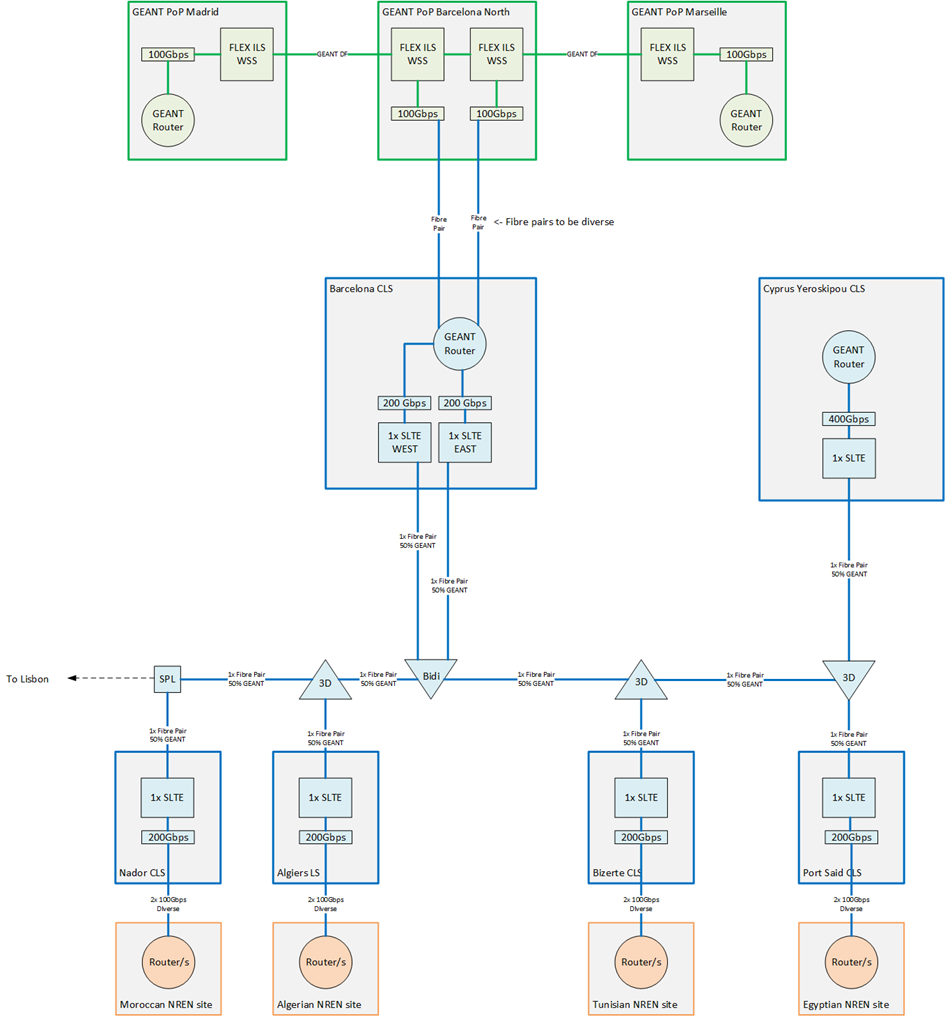 GEANT PoP Madrid
GEANT PoP Barcelona North
GEANT PoP Marseille
100Gbps
FLEX ILS
WSS
GEANT DF
FLEX ILS
WSS
FLEX ILS
WSS
GEANT DF
FLEX ILS
WSS
100Gbps
GEANT
Router
100Gbps
100Gbps
GEANT
Router
Fibre
Pair
Fibre
Pair
<- Fibre pairs to be diverse
Barcelona CLS
Cyprus Yeroskipou CLS
GEANT
Router
GEANT
Router
200 Gbps
200 Gbps
400Gbps
1x SLTE
WEST
1x SLTE
EAST
1x SLTE
1x Fibre Pair
50% GEANT
1x Fibre Pair
50% GEANT
1x Fibre Pair
50% GEANT
To Lisbon
SPL
1x Fibre Pair
50% GEANT
3D
1x Fibre Pair
50% GEANT
Bidi
1x Fibre Pair
50% GEANT
3D
1x Fibre Pair
50% GEANT
3D
1x Fibre Pair
50% GEANT
1x Fibre Pair
50% GEANT
1x Fibre Pair
50% GEANT
1x Fibre Pair
50% GEANT
1x SLTE
1x SLTE
1x SLTE
1x SLTE
200Gbps
200Gbps
200Gbps
200Gbps
Nador CLS
Algiers LS
Bizerte CLS
Port Said CLS
2x 100Gbps
Diverse
2x 100Gbps
Diverse
2x 100Gbps
Diverse
2x 100Gbps
Diverse
Router/s
Router/s
Router/s
Router/s
Moroccan NREN site
Algerian NREN site
Tunisian NREN site
Egyptian NREN site